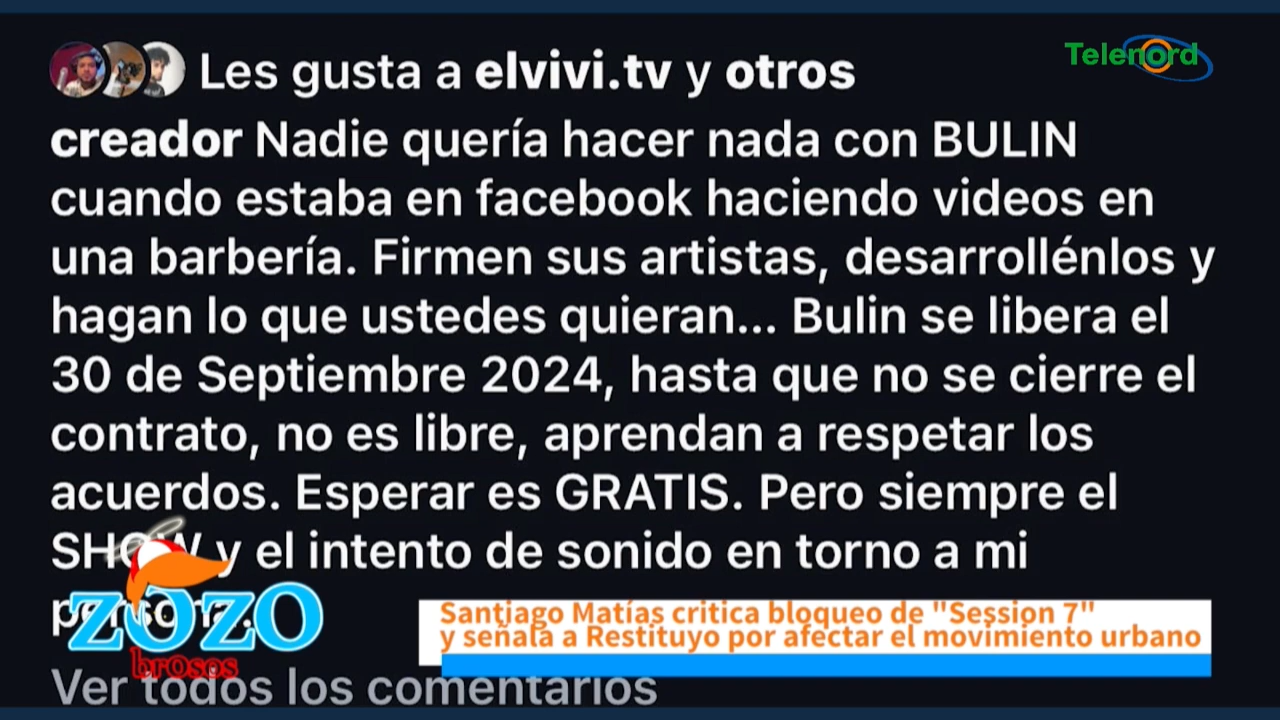 Telenord
Les gusta a elvivi.tv y otros
creador Nadie quería hacer nada con BULIN
cuando estaba en facebook haciendo videos en
una barbería. Firmen sus artistas, desarrollénlos y
hagan lo que ustedes quieran... Bulin se libera el
30 de Septiembre 2024, hasta que no se cierre el
contrato, no es libre, aprendan a respetar los
acuerdos. Esperar es GRATIS. Pero siempre el
SHOW y el intento de sonido en torno a mi
persona.
ZOZO
brosos
Santiago Matías critica bloqueo de "Session 7"
y señala a Restituyo por afectar el movimiento urbano
Ver todos los comentarios